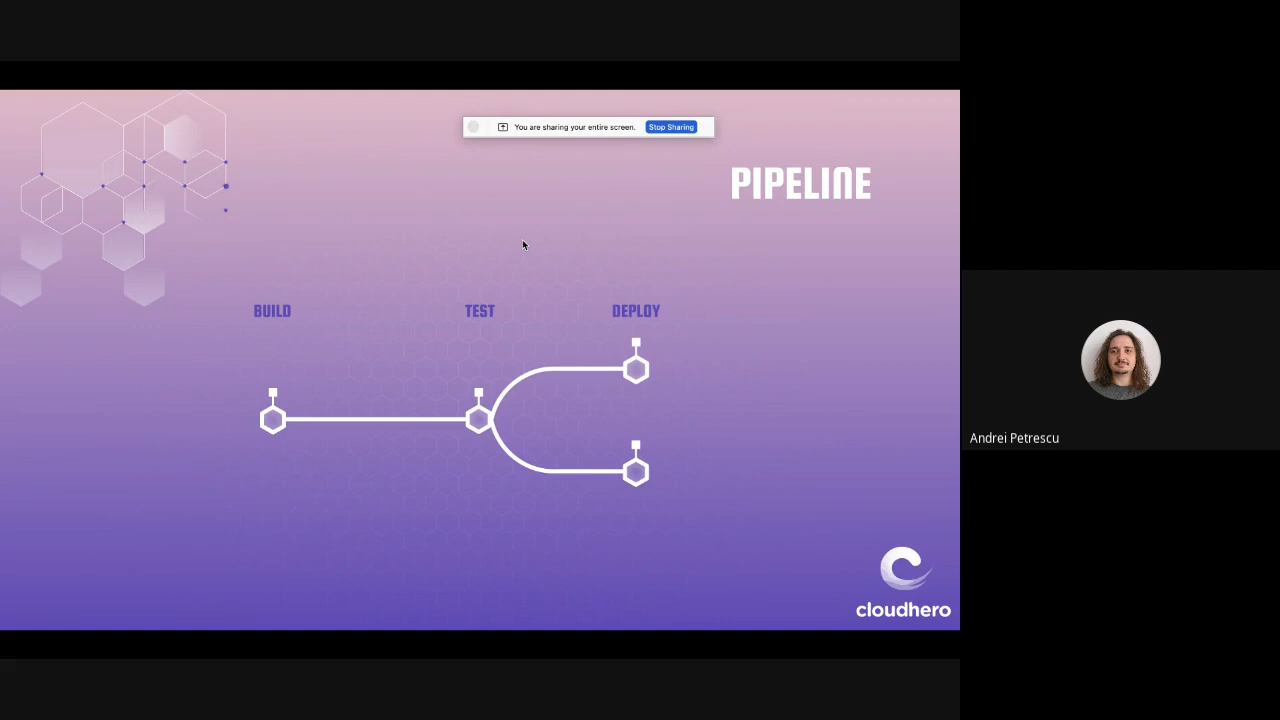 You are sharing your entire screen. Stop Sharing
PIPELINE
BUILD TEST DEPLOY
Andrei Petrescu
cloudhero